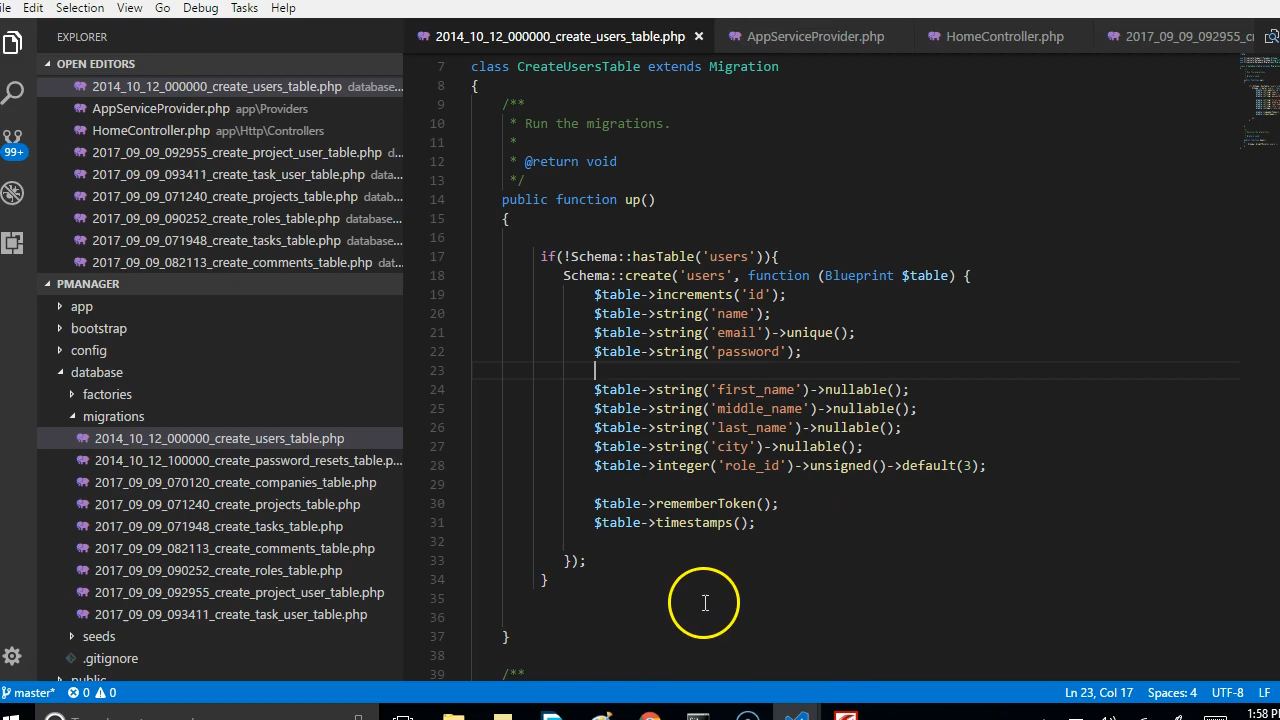 Edit Selection View Go Debug Tasks Help
EXPLORER
OPEN EDITORS
2014_10_12_000000_create_users_table.php database...
AppServiceProvider.php app\Providers
HomeController.php app\Http\Controllers
2017_09_09_092955_create_project_user_table.php d...
2017_09_09_093411_create_task_user_table.php data...
2017_09_09_071240_create_projects_table.php datab...
2017_09_09_090252_create_roles_table.php database...
2017_09_09_071948_create_tasks_table.php database...
2017_09_09_082113_create_comments_table.php dat...
99+
PMANAGER
app
bootstrap
config
database
factories
migrations
2014_10_12_000000_create_users_table.php
2014_10_12_100000_create_password_resets_table.p...
2017_09_09_070120_create_companies_table.php
2017_09_09_071240_create_projects_table.php
2017_09_09_071948_create_tasks_table.php
2017_09_09_082113_create_comments_table.php
2017_09_09_090252_create_roles_table.php
2017_09_09_092955_create_project_user_table.php
2017_09_09_093411_create_task_user_table.php
seeds
.gitignore
public
2014_10_12_000000_create_users_table.php × AppServiceProvider.php HomeController.php 2017_09_09_092955_cr
7 class CreateUsersTable extends Migration
8 {
9 /**
10 * Run the migrations.
11 *
12 * @return void
13 */
14 public function up()
15 {
16
17 if(!Schema::hasTable('users')){
18 Schema::create('users', function (Blueprint $table) {
19 $table->increments('id');
20 $table->string('name');
21 $table->string('email')->unique();
22 $table->string('password');
23
24 $table->string('first_name')->nullable();
25 $table->string('middle_name')->nullable();
26 $table->string('last_name')->nullable();
27 $table->string('city')->nullable();
28 $table->integer('role_id')->unsigned()->default(3);
29
30 $table->rememberToken();
31 $table->timestamps();
32
33 });
34 }
35
36
37 }
38
39 /**
master* 0 0 Ln 23, Col 17 Spaces: 4 UTF-8 LF
1:58 P